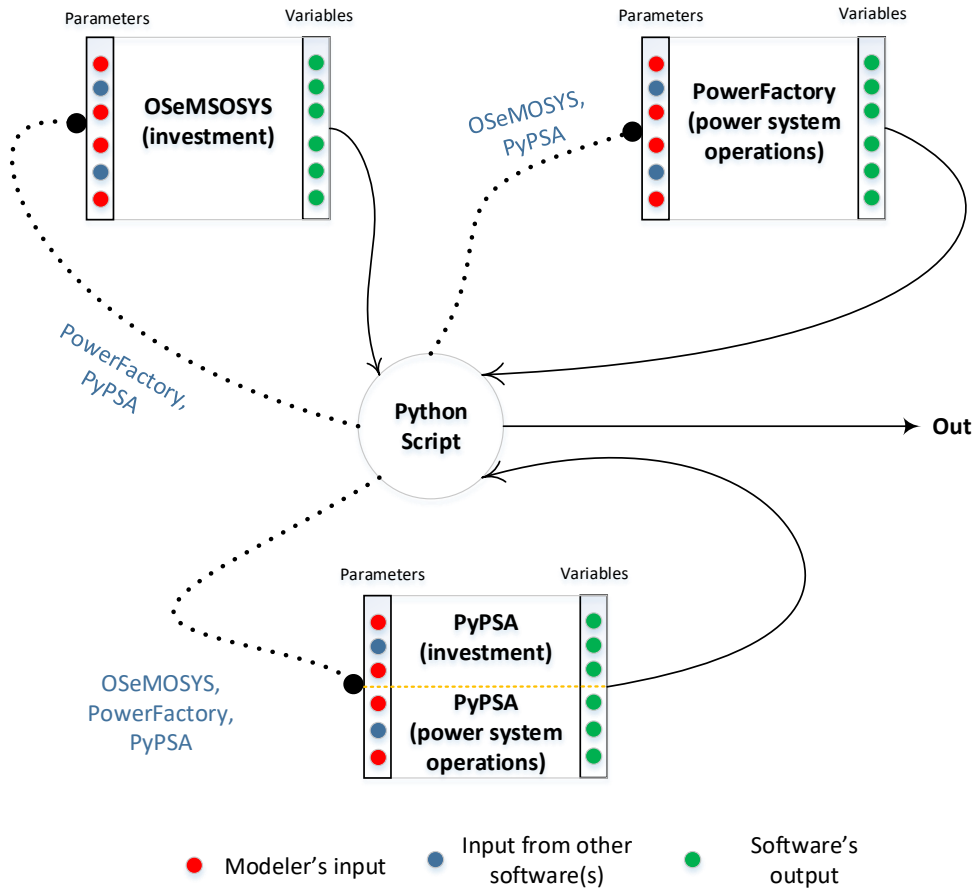 Parameters
Variables
OSeMSOSYS
(investment)
OSeMOSYS,
PyPSA
Parameters
Variables
PowerFactory
(power system
operations)
PowerFactory,
PyPSA
Python
Script
Out
OSeMOSYS,
PowerFactory,
PyPSA
Parameters
Variables
PyPSA
(investment)
PyPSA
(power system
operations)
Modeler's input
Input from other
software(s)
Software's
output